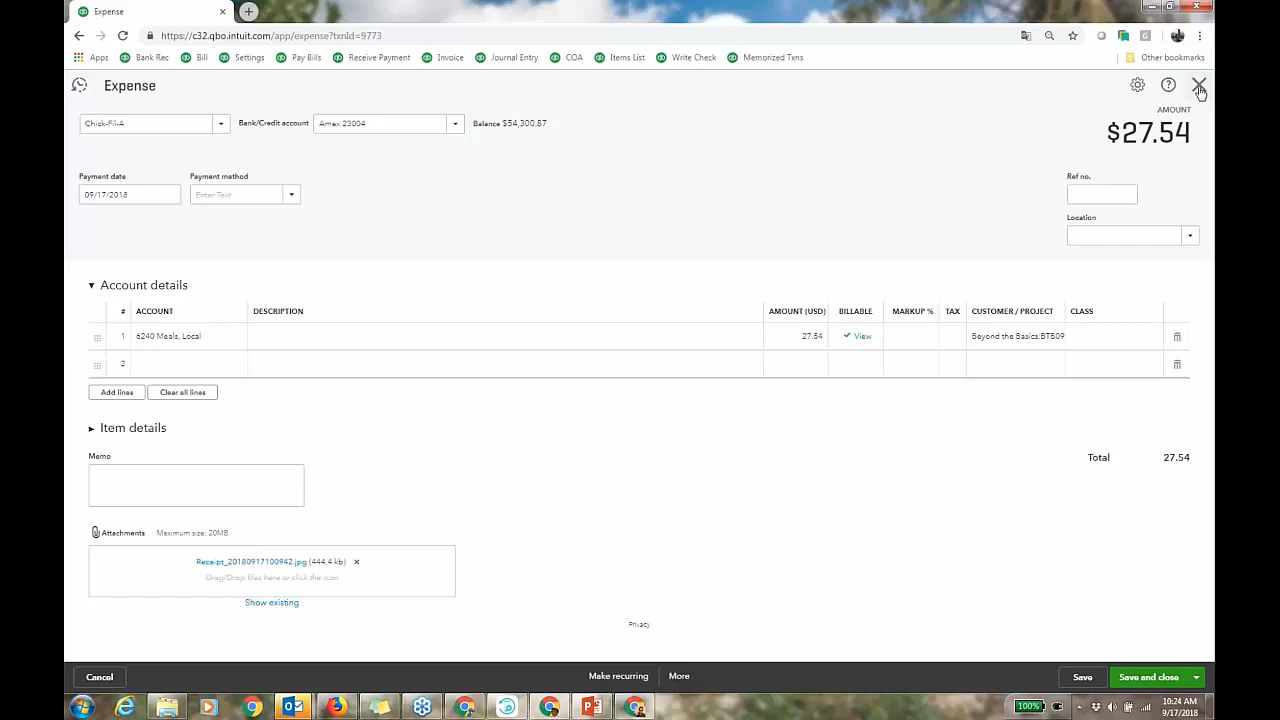 Expense
https://c32.qbo.intuit.com/app/expense?txnId=9773
Apps Bank Rec Bill Settings Pay Bills Receive Payment Invoice Journal Entry COA Items List Write Check Memorized Txns Other bookmarks
Expense
AMOUNT
Chick-Fil-A Bank/Credit account Amex 23004 Balance $54,300.87
$27.54
Payment date Payment method Ref no.
09/17/2018 Enter Text
Location
Account details
# ACCOUNT DESCRIPTION AMOUNT (USD) BILLABLE MARKUP % TAX CUSTOMER / PROJECT CLASS
1 6240 Meals, Local 27.54 View Beyond the Basics:BTB09
2
Add lines Clear all lines
Item details
Memo Total 27.54
Attachments Maximum size: 20MB
Receipt_20180917100942.jpg (444.4 kb)
Drag/Drop files here or click the icon
Show existing
Privacy
Cancel Make recurring More Save Save and close
100% 10:24 AM
9/17/2018